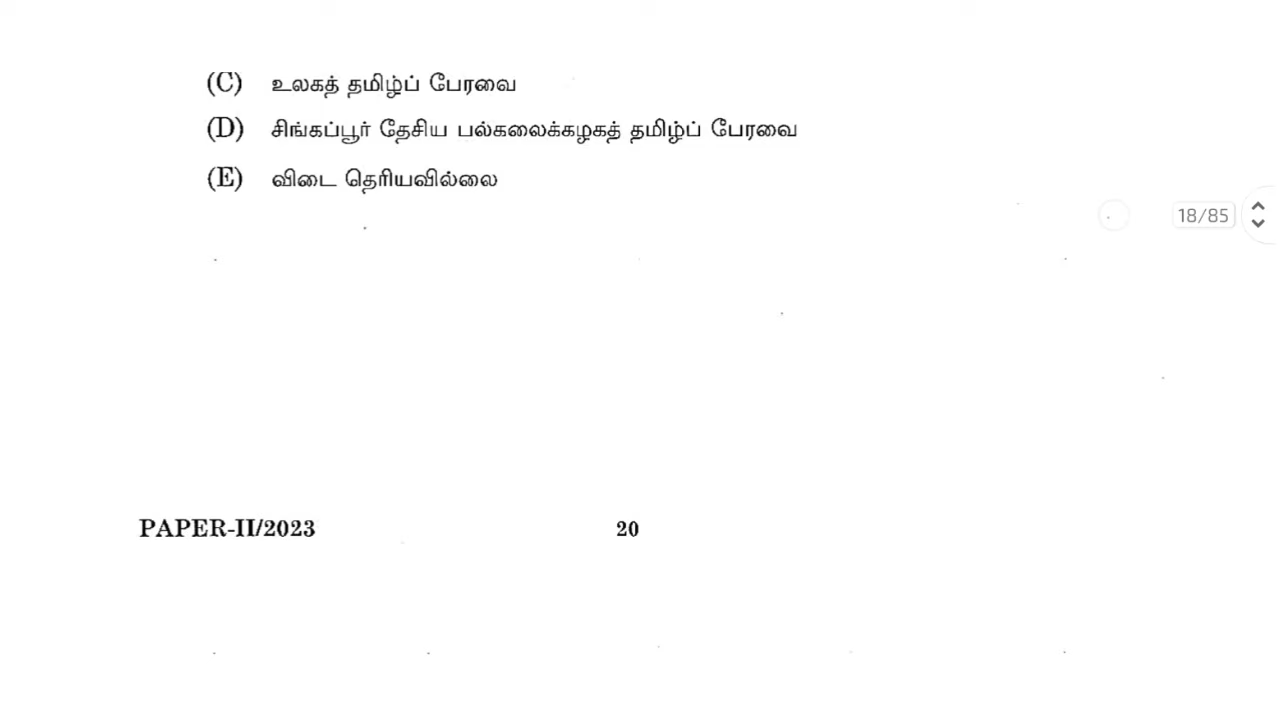 (C) உலகத் தமிழ்ப் பேரவை
(D) சிங்கப்பூர் தேசிய பல்கலைக்கழகத் தமிழ்ப் பேரவை
(E) விடை தெரியவில்லை
18/85
PAPER-II/2023 20